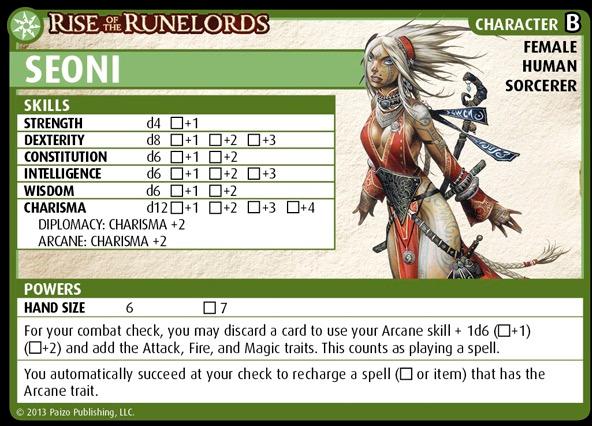 RISE OF THE RUNELORDS
CHARACTER B
SEONI
FEMALE
HUMAN
SORCERER
SKILLS
STRENGTH d4 ☐+1
DEXTERITY d8 ☐+1 ☐+2 ☐+3
CONSTITUTION d6 ☐+1 ☐+2
INTELLIGENCE d6 ☐+1 ☐+2 ☐+3
WISDOM d6 ☐+1 ☐+2
CHARISMA d12 ☐+1 ☐+2 ☐+3 ☐+4
DIPLOMACY: CHARISMA +2
ARCANE: CHARISMA +2
POWERS
HAND SIZE 6 ☐ 7
For your combat check, you may discard a card to use your Arcane skill + 1d6 (☐+1)
(☐+2) and add the Attack, Fire, and Magic traits. This counts as playing a spell.
You automatically succeed at your check to recharge a spell (☐ or item) that has the
Arcane trait.
© 2013 Paizo Publishing, LLC.